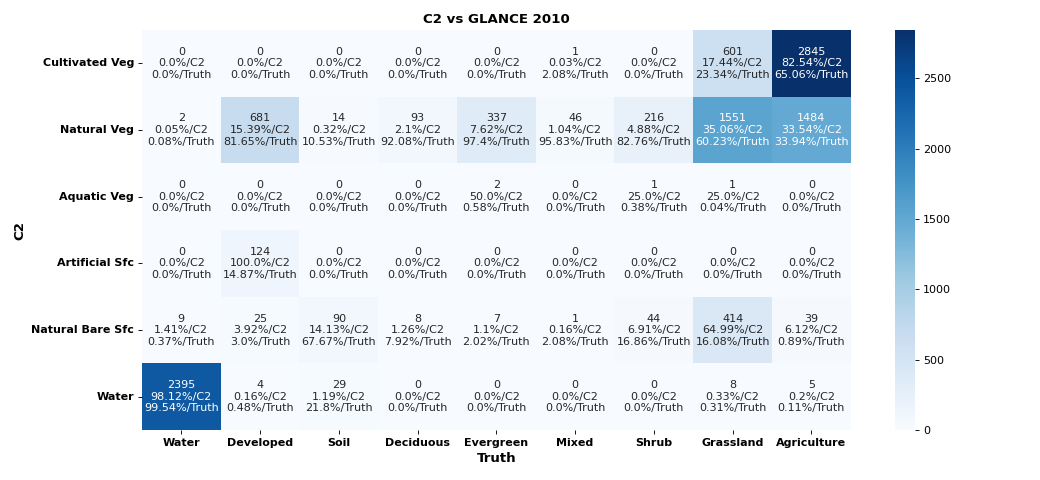 C2 vs GLANCE 2010
Cultivated Veg
0 0 0 0 0 1 0 601 2845
0.0%/C2 0.0%/C2 0.0%/C2 0.0%/C2 0.0%/C2 0.03%/C2 0.0%/C2 17.44%/C2 82.54%/C2
0.0%/Truth 0.0%/Truth 0.0%/Truth 0.0%/Truth 0.0%/Truth 2.08%/Truth 0.0%/Truth 23.34%/Truth 65.06%/Truth
Natural Veg
2 681 14 93 337 46 216 1551 1484
0.05%/C2 15.39%/C2 0.32%/C2 2.1%/C2 7.62%/C2 1.04%/C2 4.88%/C2 35.06%/C2 33.54%/C2
0.08%/Truth 81.65%/Truth 10.53%/Truth 92.08%/Truth 97.4%/Truth 95.83%/Truth 82.76%/Truth 60.23%/Truth 33.94%/Truth
Aquatic Veg
0 0 0 0 2 0 1 1 0
0.0%/C2 0.0%/C2 0.0%/C2 0.0%/C2 50.0%/C2 0.0%/C2 25.0%/C2 25.0%/C2 0.0%/C2
0.0%/Truth 0.0%/Truth 0.0%/Truth 0.0%/Truth 0.58%/Truth 0.0%/Truth 0.38%/Truth 0.04%/Truth 0.0%/Truth
Artificial Sfc
0 124 0 0 0 0 0 0 0
0.0%/C2 100.0%/C2 0.0%/C2 0.0%/C2 0.0%/C2 0.0%/C2 0.0%/C2 0.0%/C2 0.0%/C2
0.0%/Truth 14.87%/Truth 0.0%/Truth 0.0%/Truth 0.0%/Truth 0.0%/Truth 0.0%/Truth 0.0%/Truth 0.0%/Truth
Natural Bare Sfc
9 25 90 8 7 1 44 414 39
1.41%/C2 3.92%/C2 14.13%/C2 1.26%/C2 1.1%/C2 0.16%/C2 6.91%/C2 64.99%/C2 6.12%/C2
0.37%/Truth 3.0%/Truth 67.67%/Truth 7.92%/Truth 2.02%/Truth 2.08%/Truth 16.86%/Truth 16.08%/Truth 0.89%/Truth
Water
2395 4 29 0 0 0 0 8 5
98.12%/C2 0.16%/C2 1.19%/C2 0.0%/C2 0.0%/C2 0.0%/C2 0.0%/C2 0.33%/C2 0.2%/C2
99.54%/Truth 0.48%/Truth 21.8%/Truth 0.0%/Truth 0.0%/Truth 0.0%/Truth 0.0%/Truth 0.31%/Truth 0.11%/Truth
Water Developed Soil Deciduous Evergreen Mixed Shrub Grassland Agriculture
Truth
C2
2500
2000
1500
1000
500
0